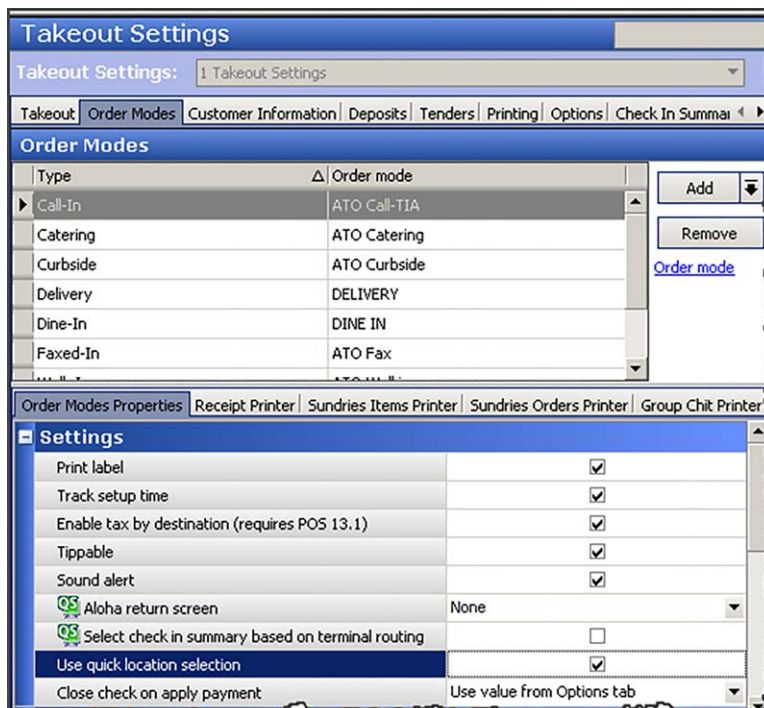 Takeout Settings
Takeout Settings: 1 Takeout Settings
Takeout Order Modes Customer Information Deposits Tenders Printing Options Check In Summar
Order Modes
Type Order mode
Call-In ATO Call-TIA
Catering ATO Catering
Curbside ATO Curbside
Delivery DELIVERY
Dine-In DINE IN
Faxed-In ATO Fax
Add
Remove
Order mode
Order Modes Properties Receipt Printer Sundries Items Printer Sundries Orders Printer Group Chit Printer
Settings
Print label
Track setup time
Enable tax by destination (requires POS 13.1)
Tippable
Sound alert
QS Aloha return screen None
QS Select check in summary based on terminal routing
Use quick location selection
Close check on apply payment Use value from Options tab